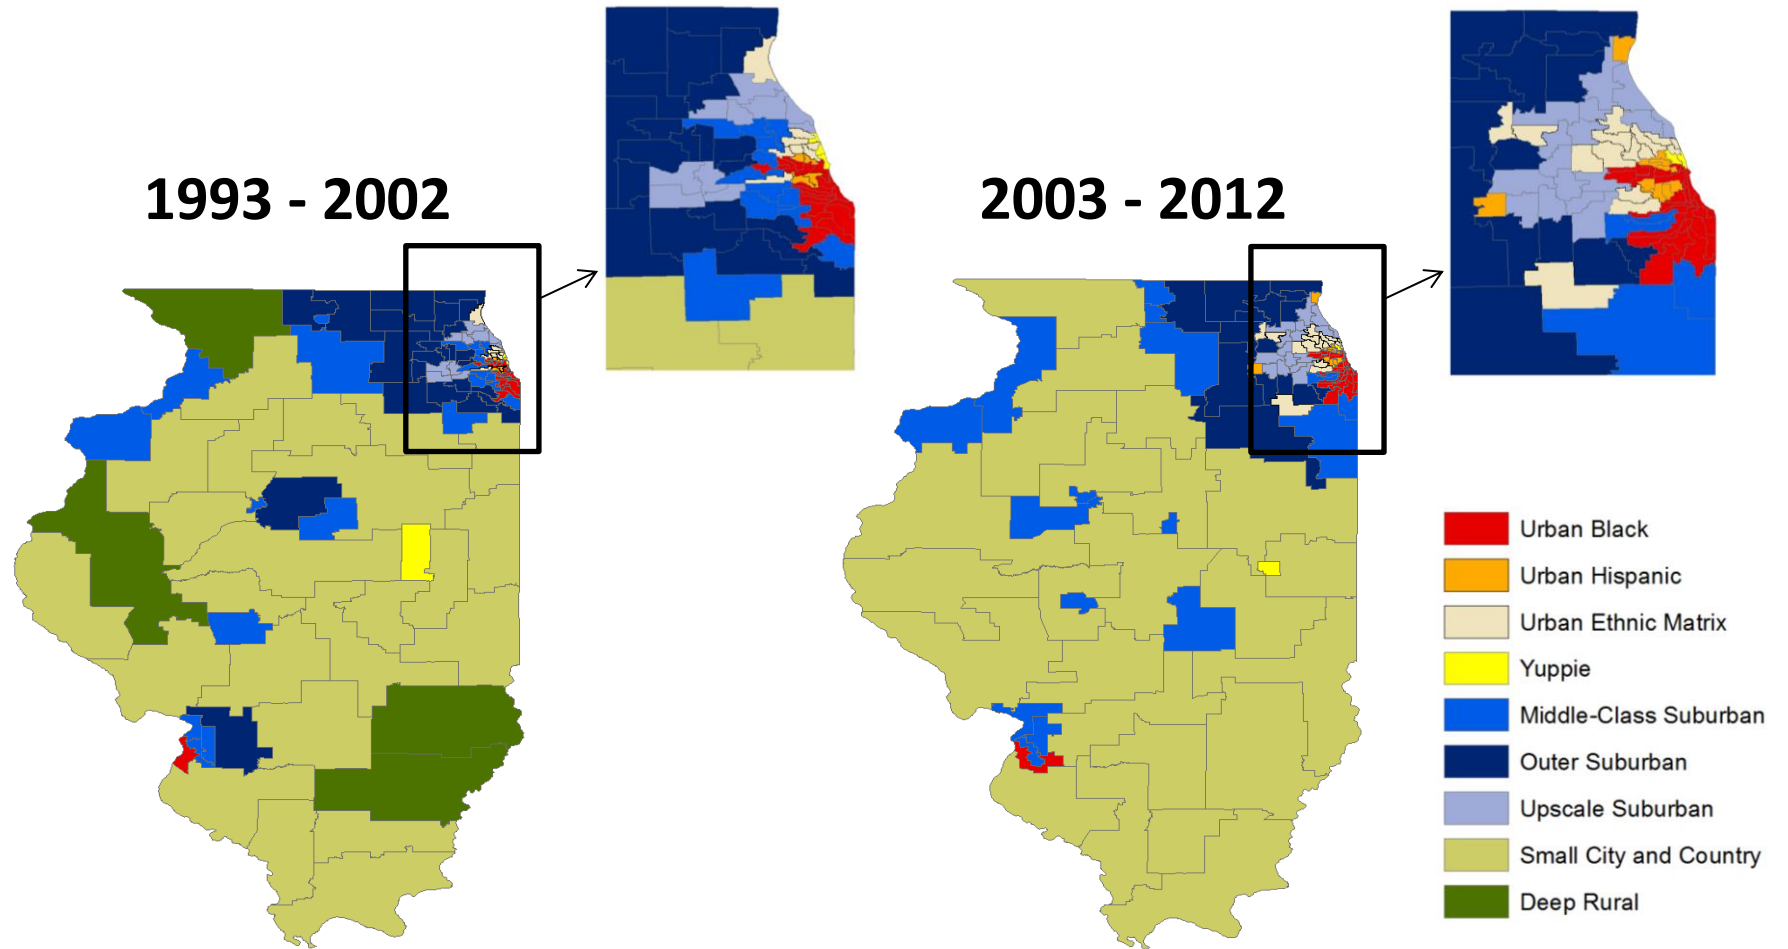 1993 - 2002
2003 - 2012
Urban Black
Urban Hispanic
Urban Ethnic Matrix
Yuppie
Middle-Class Suburban
Outer Suburban
Upscale Suburban
Small City and Country
Deep Rural